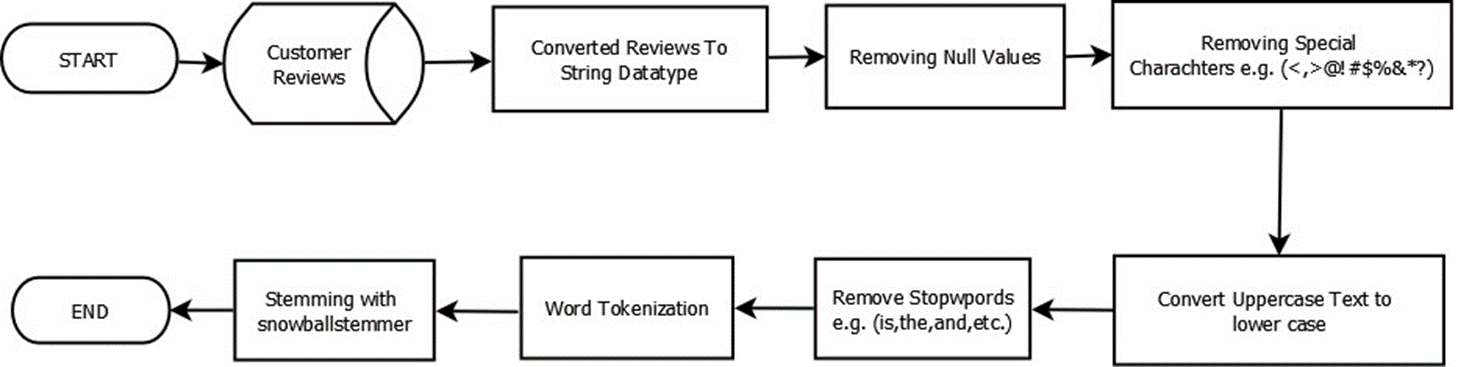 START
Customer
Reviews
Converted Reviews To
String Datatype
Removing Null Values
Removing Special
Charachters e.g. (<,>@!#$%&*?)
Convert Uppercase Text to
lower case
Remove Stopwpords
e.g. (is,the,and,etc.)
Word Tokenization
Stemming with
snowballstemmer
END